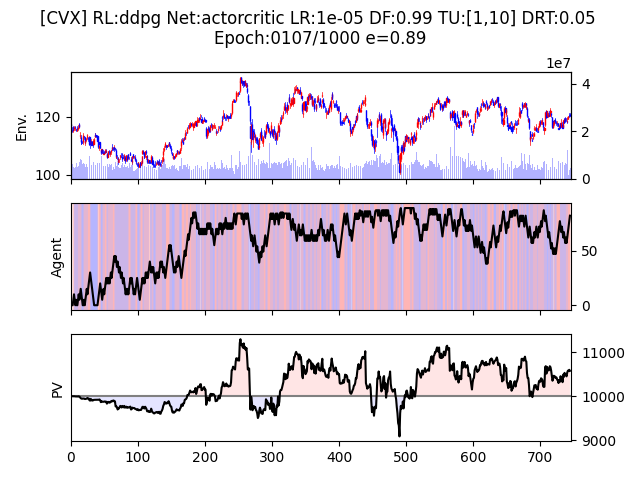 [CVX] RL:ddpg Net:actorcritic LR:1e-05 DF:0.99 TU:[1,10] DRT:0.05
Epoch:0107/1000 e=0.89
1e7
Env.
120
100
4
2
0
Agent
50
0
PV
11000
10000
9000
0 100 200 300 400 500 600 700